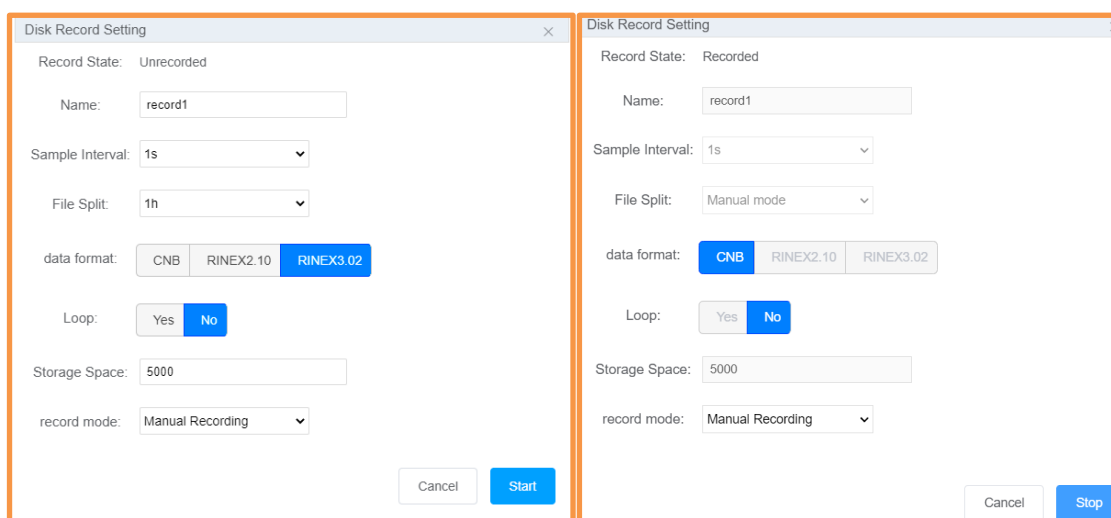 Disk Record Setting
Record State: Unrecorded
Name: record1
Sample Interval: 1s
File Split: 1h
data format: CNB RINEX2.10 RINEX3.02
Loop: Yes No
Storage Space: 5000
record mode: Manual Recording
Cancel Start
Disk Record Setting
Record State: Recorded
Name: record1
Sample Interval: 1s
File Split: Manual mode
data format: CNB RINEX2.10 RINEX3.02
Loop: Yes No
Storage Space: 5000
record mode: Manual Recording
Cancel Stop